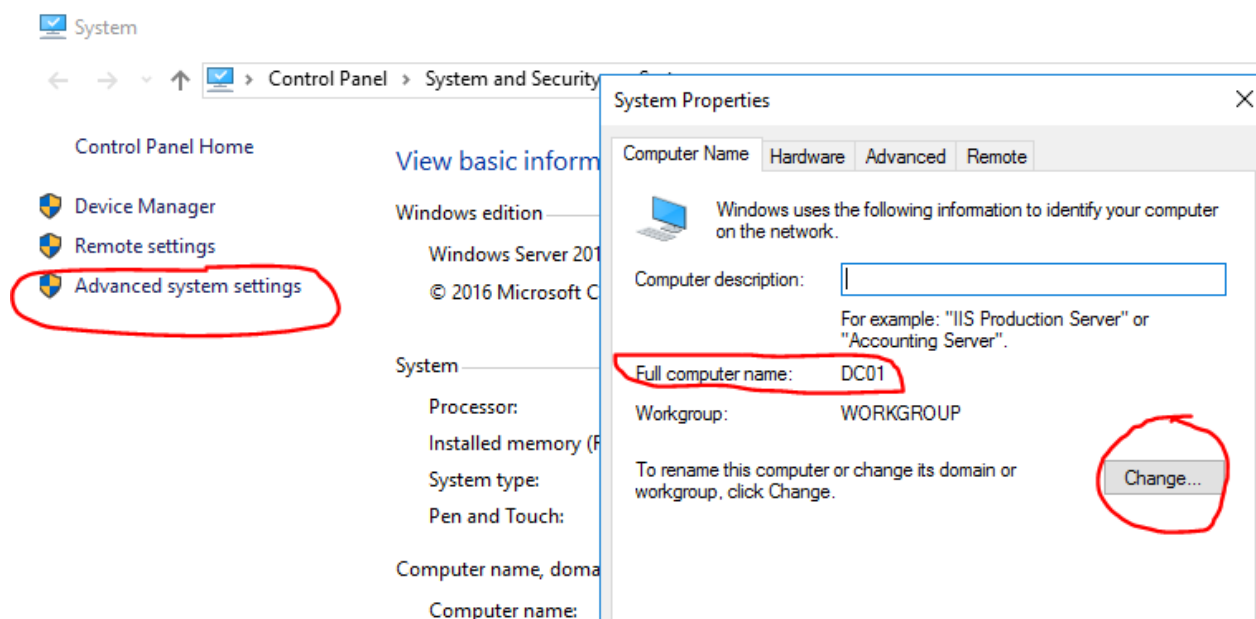 System
Control Panel > System and Security
Control Panel Home
Device Manager
Remote settings
Advanced system settings
View basic inform
Windows edition
Windows Server 201
© 2016 Microsoft C
System
Processor:
Installed memory (R
System type:
Pen and Touch:
Computer name, doma
Computer name:
System Properties
Computer Name Hardware Advanced Remote
Windows uses the following information to identify your computer
on the network.
Computer description:
For example: "IIS Production Server" or
"Accounting Server".
Full computer name: DC01
Workgroup: WORKGROUP
To rename this computer or change its domain or
workgroup, click Change.
Change...